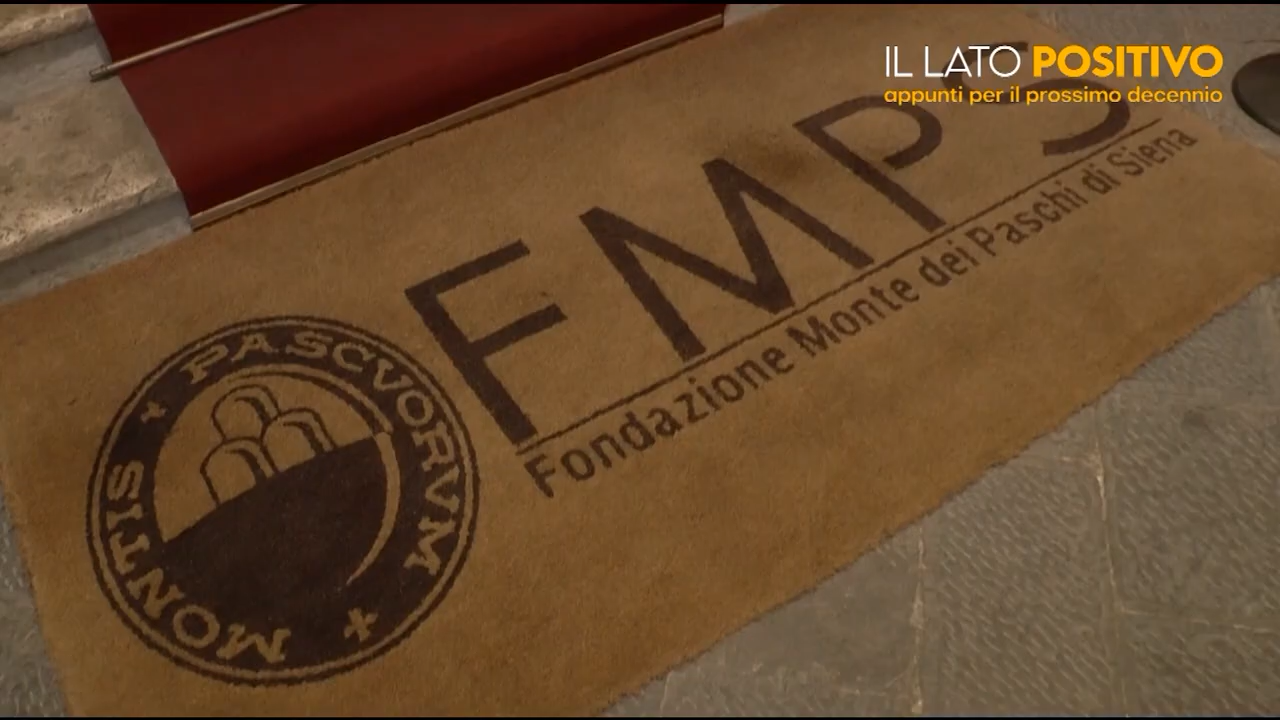 IL LATO POSITIVO
appunti per il prossimo decennio
FMPS
Fondazione Monte dei Paschi di Siena
MONTIS + PASCVORVM +